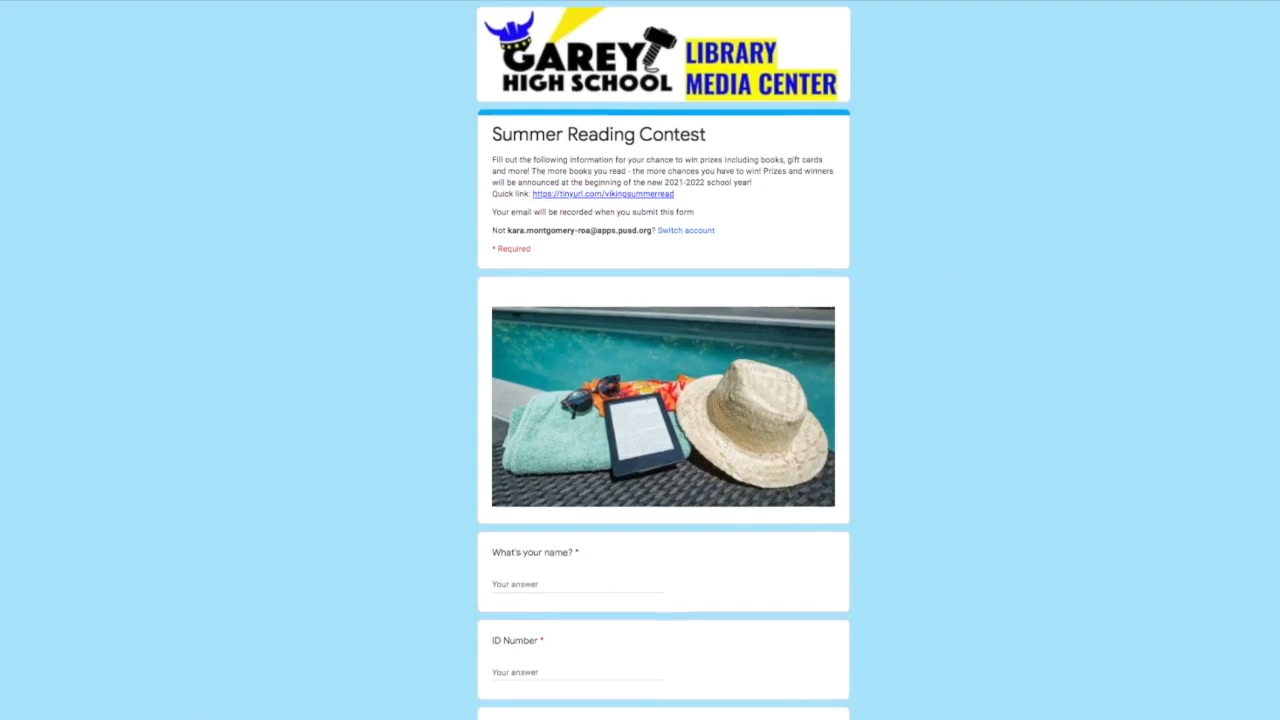 GAREY
HIGH SCHOOL
LIBRARY
MEDIA CENTER
Summer Reading Contest
Fill out the following information for your chance to win prizes including books, gift cards
and more! The more books you read - the more chances you have to win! Prizes and winners
will be announced at the beginning of the new 2021-2022 school year!
Quick link: https://tinyurl.com/vikingsummerread
Your email will be recorded when you submit this form
Not kara.montgomery-roa@apps.pusd.org? Switch account
* Required
What's your name? *
Your answer
ID Number *
Your answer